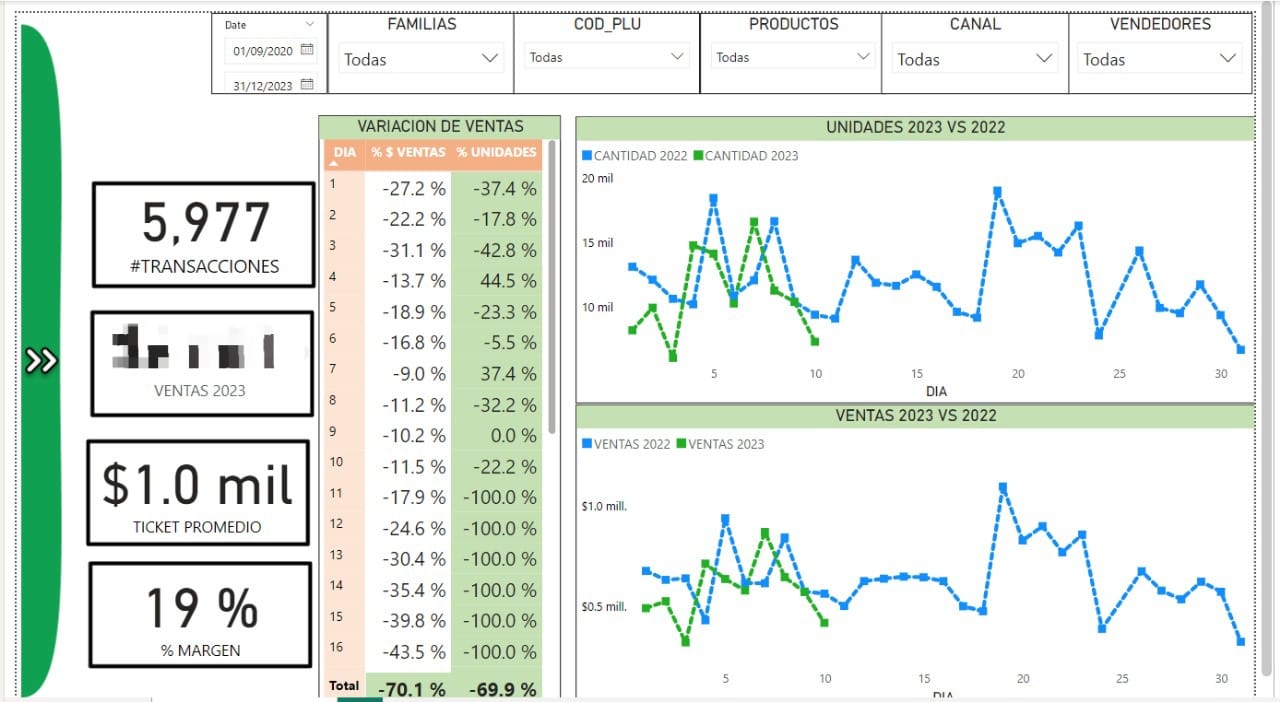 Date
01/09/2020
31/12/2023
FAMILIAS
Todas
COD_PLU
Todas
PRODUCTOS
Todas
CANAL
Todas
VENDEDORES
Todas
5,977
#TRANSACCIONES
VENTAS 2023
$1.0 mil
TICKET PROMEDIO
19 %
% MARGEN
VARIACION DE VENTAS
DIA % $ VENTAS % UNIDADES
1 -27.2 % -37.4 %
2 -22.2 % -17.8 %
3 -31.1 % -42.8 %
4 -13.7 % 44.5 %
5 -18.9 % -23.3 %
6 -16.8 % -5.5 %
7 -9.0 % 37.4 %
8 -11.2 % -32.2 %
9 -10.2 % 0.0 %
10 -11.5 % -22.2 %
11 -17.9 % -100.0 %
12 -24.6 % -100.0 %
13 -30.4 % -100.0 %
14 -35.4 % -100.0 %
15 -39.8 % -100.0 %
16 -43.5 % -100.0 %
Total -70.1 % -69.9 %
UNIDADES 2023 VS 2022
CANTIDAD 2022 CANTIDAD 2023
20 mil
15 mil
10 mil
5 10 15 20 25 30
DIA
VENTAS 2023 VS 2022
VENTAS 2022 VENTAS 2023
$1.0 mill.
$0.5 mill.
5 10 15 20 25 30
DIA